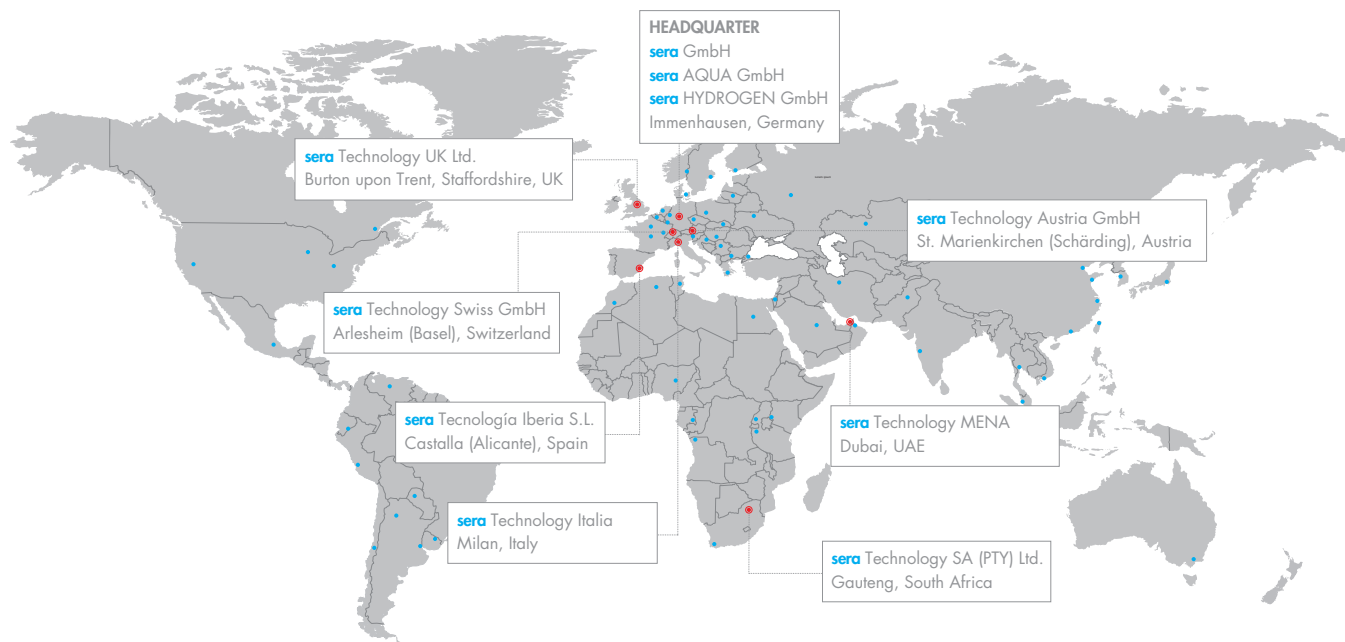 HEADQUARTER
sera GmbH
sera AQUA GmbH
sera HYDROGEN GmbH
Immenhausen, Germany
sera Technology UK Ltd.
Burton upon Trent, Staffordshire, UK
sera Technology Austria GmbH
St. Marienkirchen (Schärding), Austria
sera Technology Swiss GmbH
Arlesheim (Basel), Switzerland
sera Tecnología Iberia S.L.
Castalla (Alicante), Spain
sera Technology MENA
Dubai, UAE
sera Technology Italia
Milan, Italy
sera Technology SA (PTY) Ltd.
Gauteng, South Africa